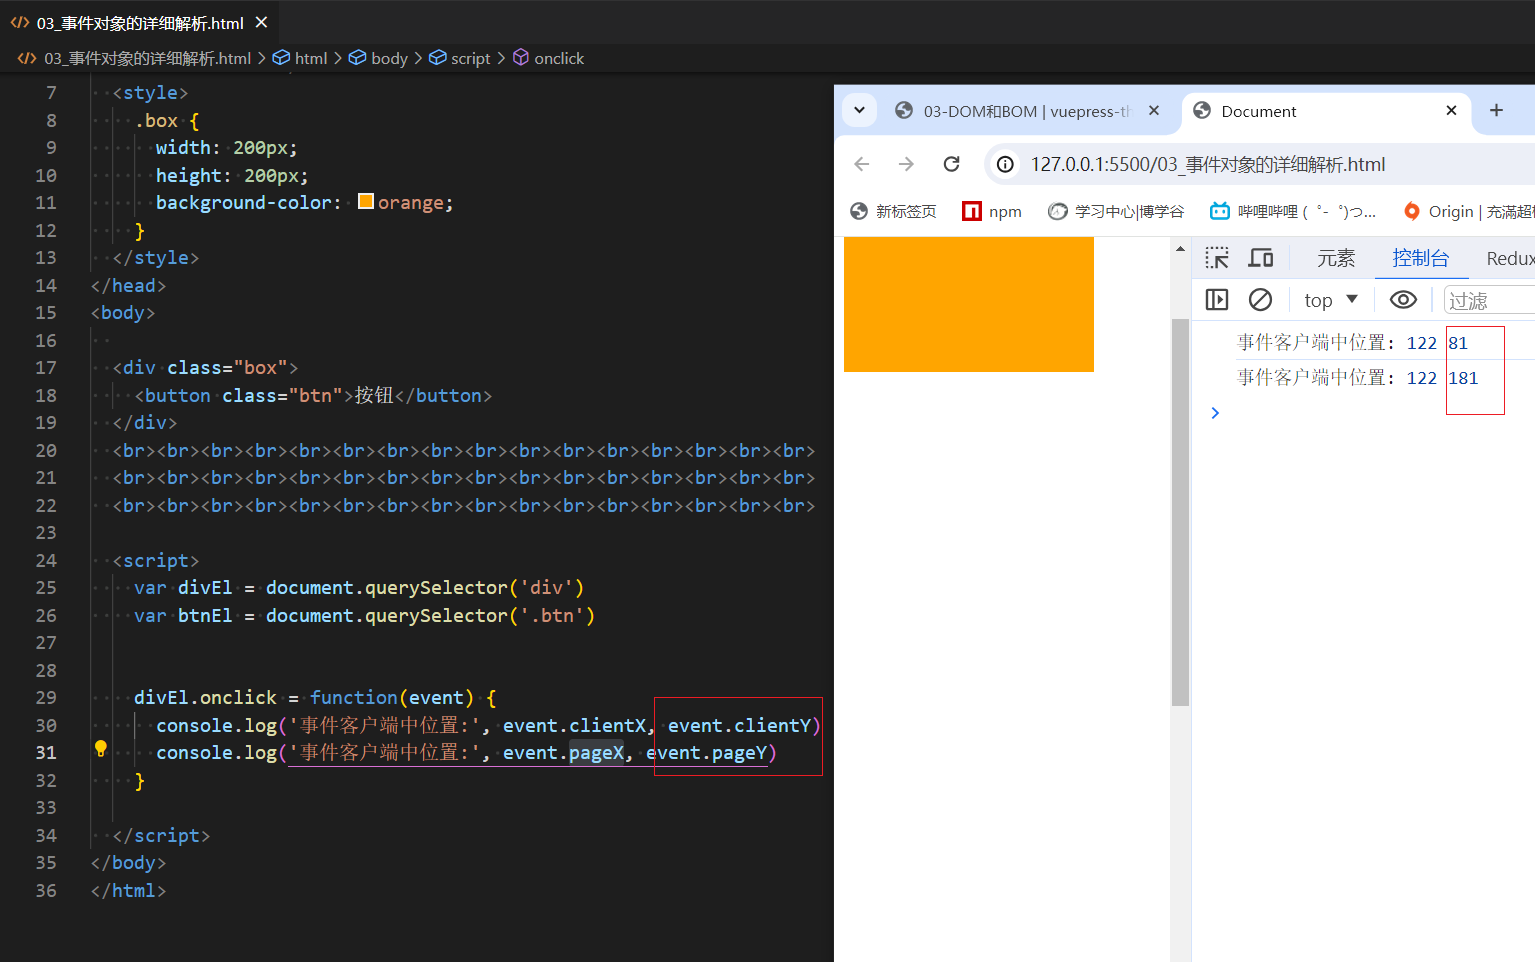 03_事件对象的详细解析.html
03_事件对象的详细解析.html > html > body > script > onclick
7 <style>
8 .box {
9 width: 200px;
10 height: 200px;
11 background-color: orange;
12 }
13 </style>
14 </head>
15 <body>
16
17 <div class="box">
18 <button class="btn">按钮</button>
19 </div>
20 <br><br><br><br><br><br><br><br><br><br><br><br><br><br><br><br>
21 <br><br><br><br><br><br><br><br><br><br><br><br><br><br><br><br>
22 <br><br><br><br><br><br><br><br><br><br><br><br><br><br><br><br>
23
24 <script>
25 var divEl = document.querySelector('div')
26 var btnEl = document.querySelector('.btn')
27
28
29 divEl.onclick = function(event) {
30 console.log('事件客户端中位置:', event.clientX, event.clientY)
31 console.log('事件客户端中位置:', event.pageX, event.pageY)
32 }
33
34 </script>
35 </body>
36 </html>
03-DOM和BOM | vuepress-th
Document
127.0.0.1:5500/03_事件对象的详细解析.html
新标签页 npm 学习中心|博学谷 哔哩哔哩 ( ゜- ゜)つ... Origin | 充满超
元素 控制台 Redux
top 过滤
事件客户端中位置: 122 81
事件客户端中位置: 122 181